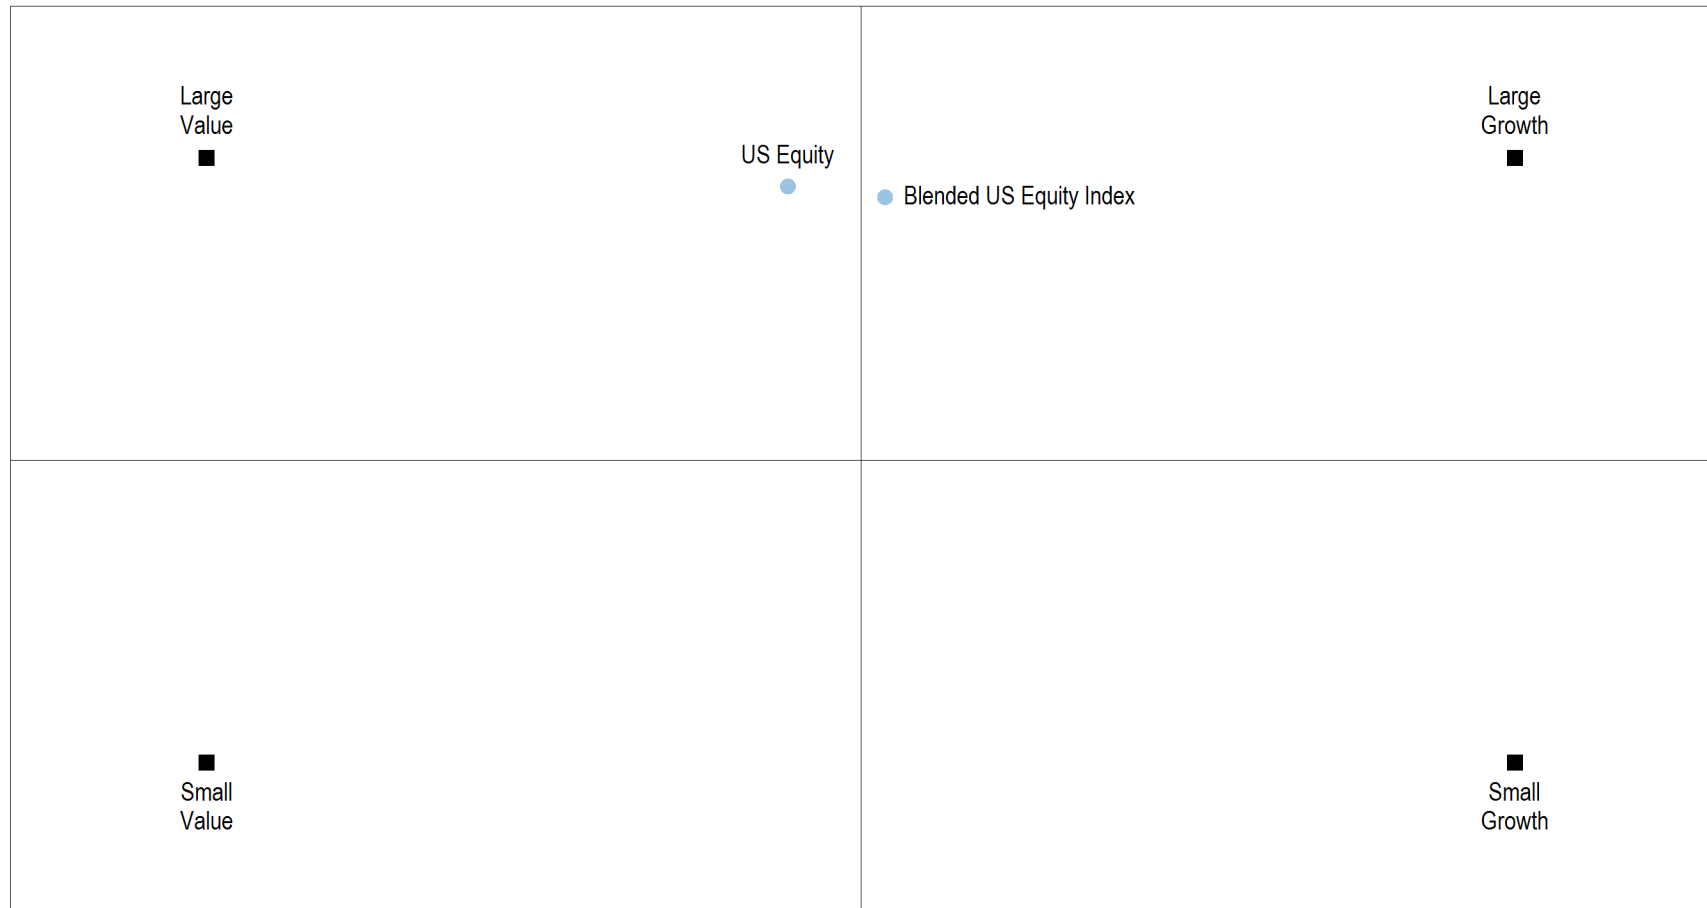 Large
Value
Large
Growth
US Equity
Blended US Equity Index
Small
Value
Small
Growth